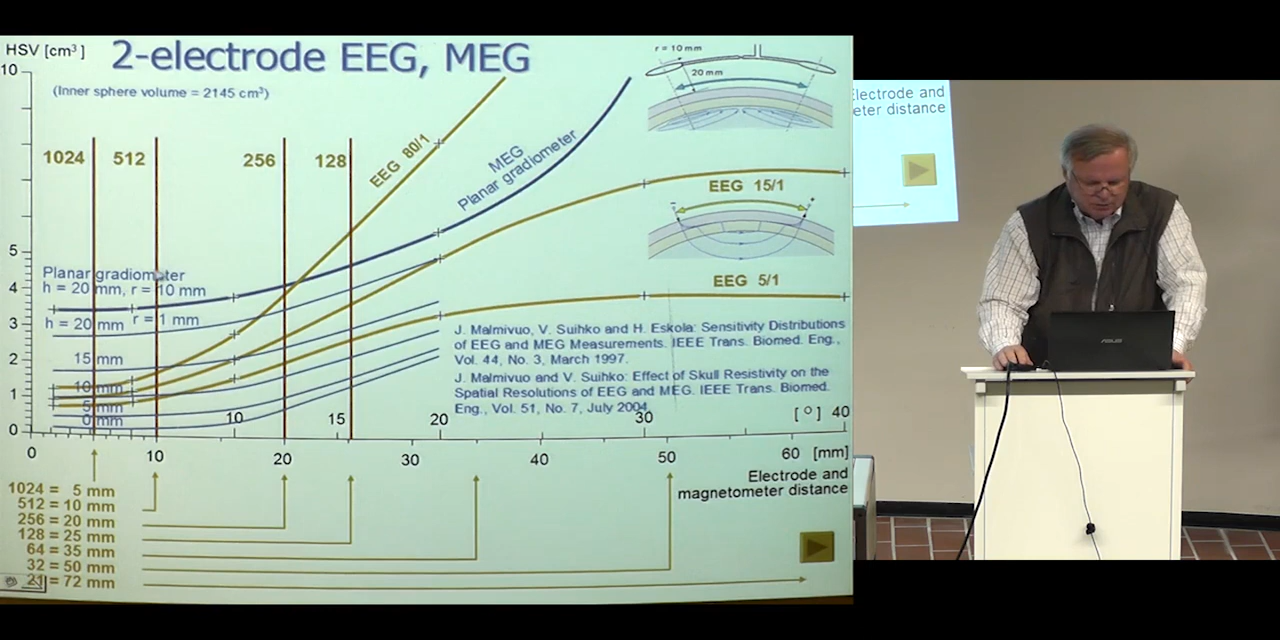 HSV [cm³]
2-electrode EEG, MEG
(Inner sphere volume = 2145 cm³)
r = 10 mm
20 mm
10
1024
512
256
128
EEG 80/1
MEG
Planar gradiometer
EEG 15/1
EEG 5/1
5
4
3
2
1
0
Planar gradiometer
h = 20 mm, r = 10 mm
h = 20 mm r = 1 mm
15 mm
10 mm
5 mm
0 mm
J. Malmivuo, V. Suihko and H. Eskola: Sensitivity Distributions
of EEG and MEG Measurements. IEEE Trans. Biomed. Eng.,
Vol. 44, No. 3, March 1997.
J. Malmivuo and V. Suihko: Effect of Skull Resistivity on the
Spatial Resolutions of EEG and MEG. IEEE Trans. Biomed.
Eng., Vol. 51, No. 7, July 2004.
10 15 20 30 [°] 40
0 10 20 30 40 50 60 [mm]
Electrode and
magnetometer distance
1024 = 5 mm
512 = 10 mm
256 = 20 mm
128 = 25 mm
64 = 35 mm
32 = 50 mm
21 = 72 mm
Electrode and
eter distance
ASUS